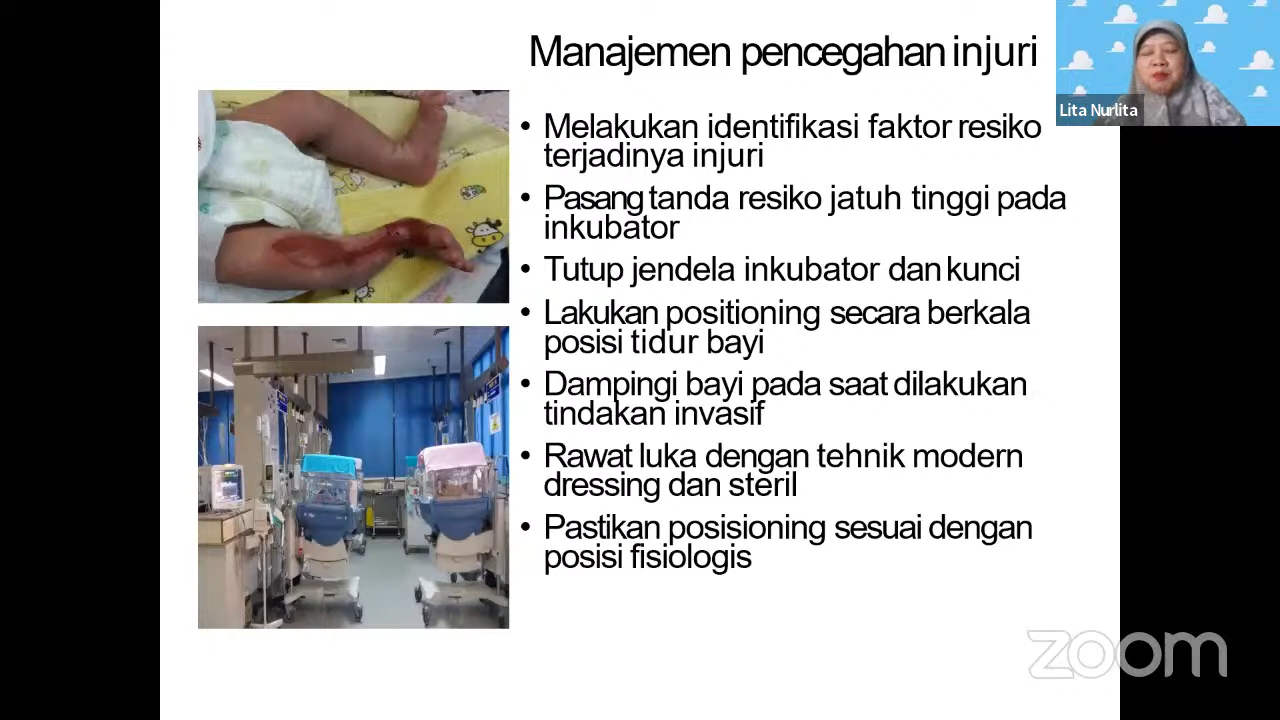 Manajemen pencegahan injuri
Lita Nurlita
• Melakukan identifikasi faktor resiko
terjadinya injuri
• Pasang tanda resiko jatuh tinggi pada
inkubator
• Tutup jendela inkubator dan kunci
• Lakukan positioning secara berkala
posisi tidur bayi
• Dampingi bayi pada saat dilakukan
tindakan invasif
• Rawat luka dengan tehnik modern
dressing dan steril
• Pastikan posisioning sesuai dengan
posisi fisiologis
zoom